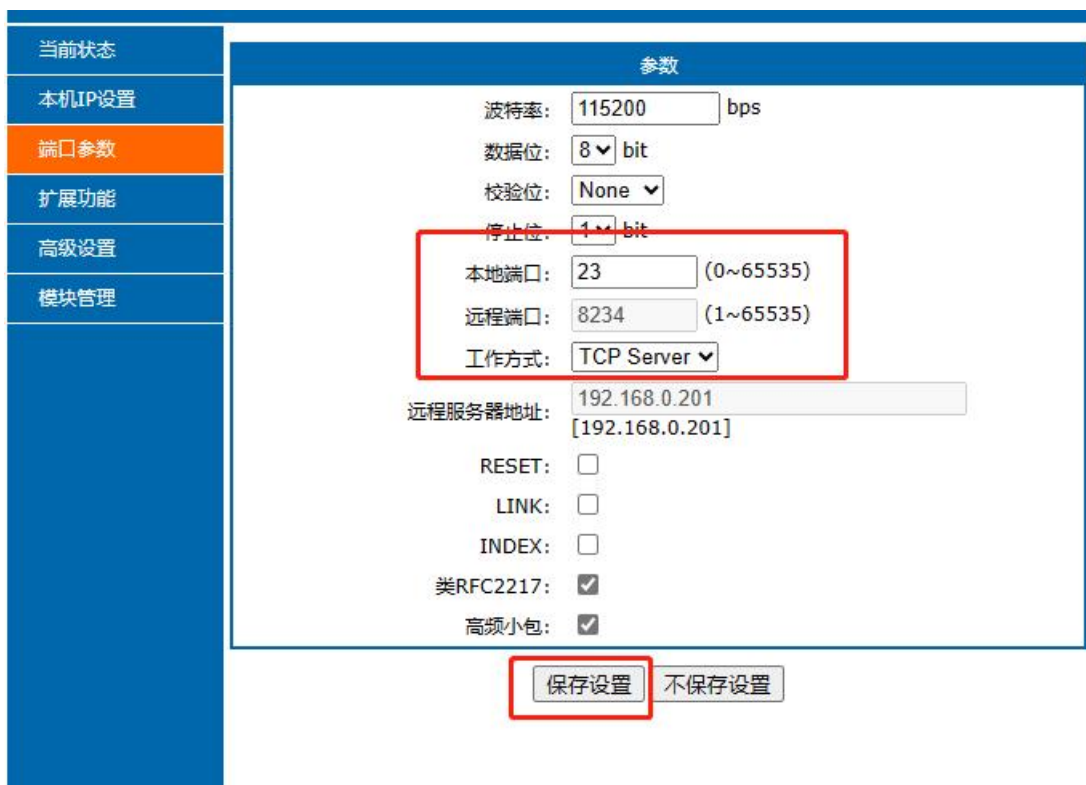 当前状态
本机IP设置
端口参数
扩展功能
高级设置
模块管理
参数
波特率: 115200 bps
数据位: 8 bit
校验位: None
停止位: 1 bit
本地端口: 23 (0~65535)
远程端口: 8234 (1~65535)
工作方式: TCP Server
远程服务器地址: 192.168.0.201
[192.168.0.201]
RESET:
LINK:
INDEX:
类RFC2217:
高频小包:
保存设置 不保存设置